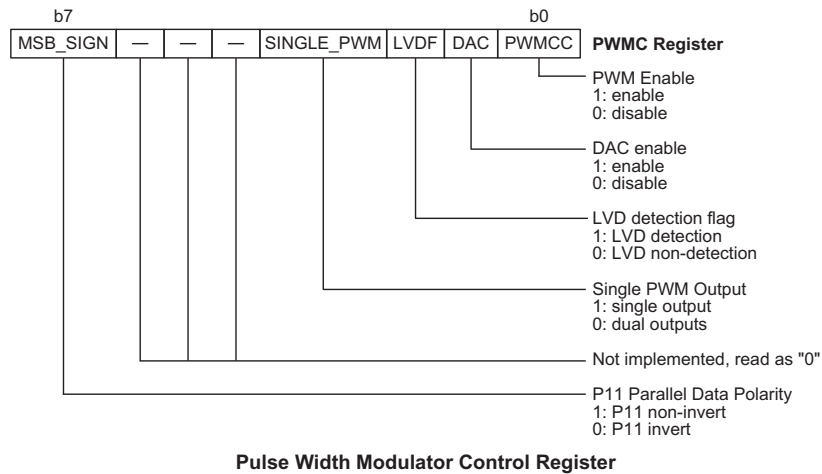 b7 b0
MSB_SIGN — — — SINGLE_PWM LVDF DAC PWMCC PWMC Register
PWM Enable
1: enable
0: disable
DAC enable
1: enable
0: disable
LVD detection flag
1: LVD detection
0: LVD non-detection
Single PWM Output
1: single output
0: dual outputs
Not implemented, read as "0"
P11 Parallel Data Polarity
1: P11 non-invert
0: P11 invert
Pulse Width Modulator Control Register